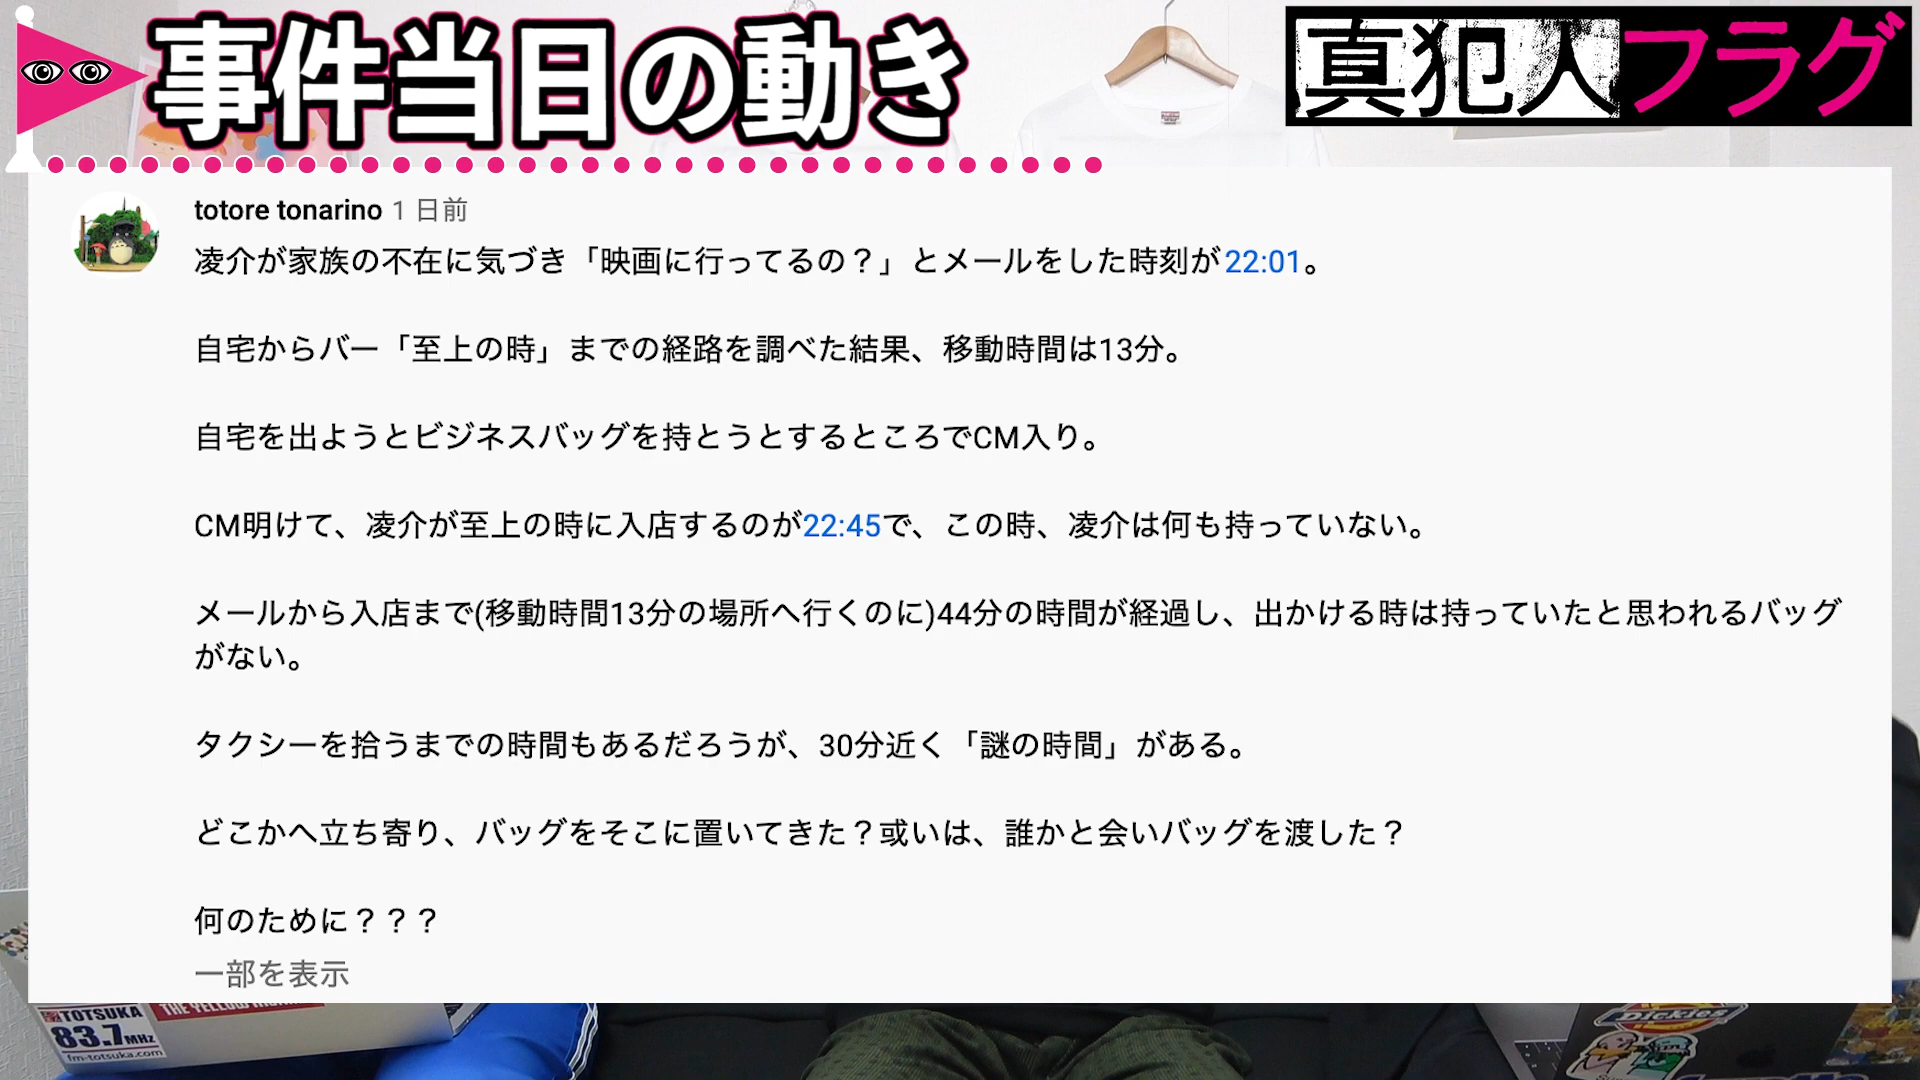 事件当日の動き
真犯人フラグ
totore tonarino 1 日前
凌介が家族の不在に気づき「映画に行ってるの？」とメールをした時刻が22:01。
自宅からバー「至上の時」までの経路を調べた結果、移動時間は13分。
自宅を出ようとビジネスバッグを持とうとするところでCM入り。
CM明けて、凌介が至上の時に入店するのが22:45で、この時、凌介は何も持っていない。
メールから入店まで(移動時間13分の場所へ行くのに)44分の時間が経過し、出かける時は持っていたと思われるバッグ
がない。
タクシーを拾うまでの時間もあるだろうが、30分近く「謎の時間」がある。
どこかへ立ち寄り、バッグをそこに置いてきた？或いは、誰かと会いバッグを渡した？
何のために？？？
一部を表示
TOTSUKA
83.7MHz
fm-totsuka.com
THE YELLOW
Dickies